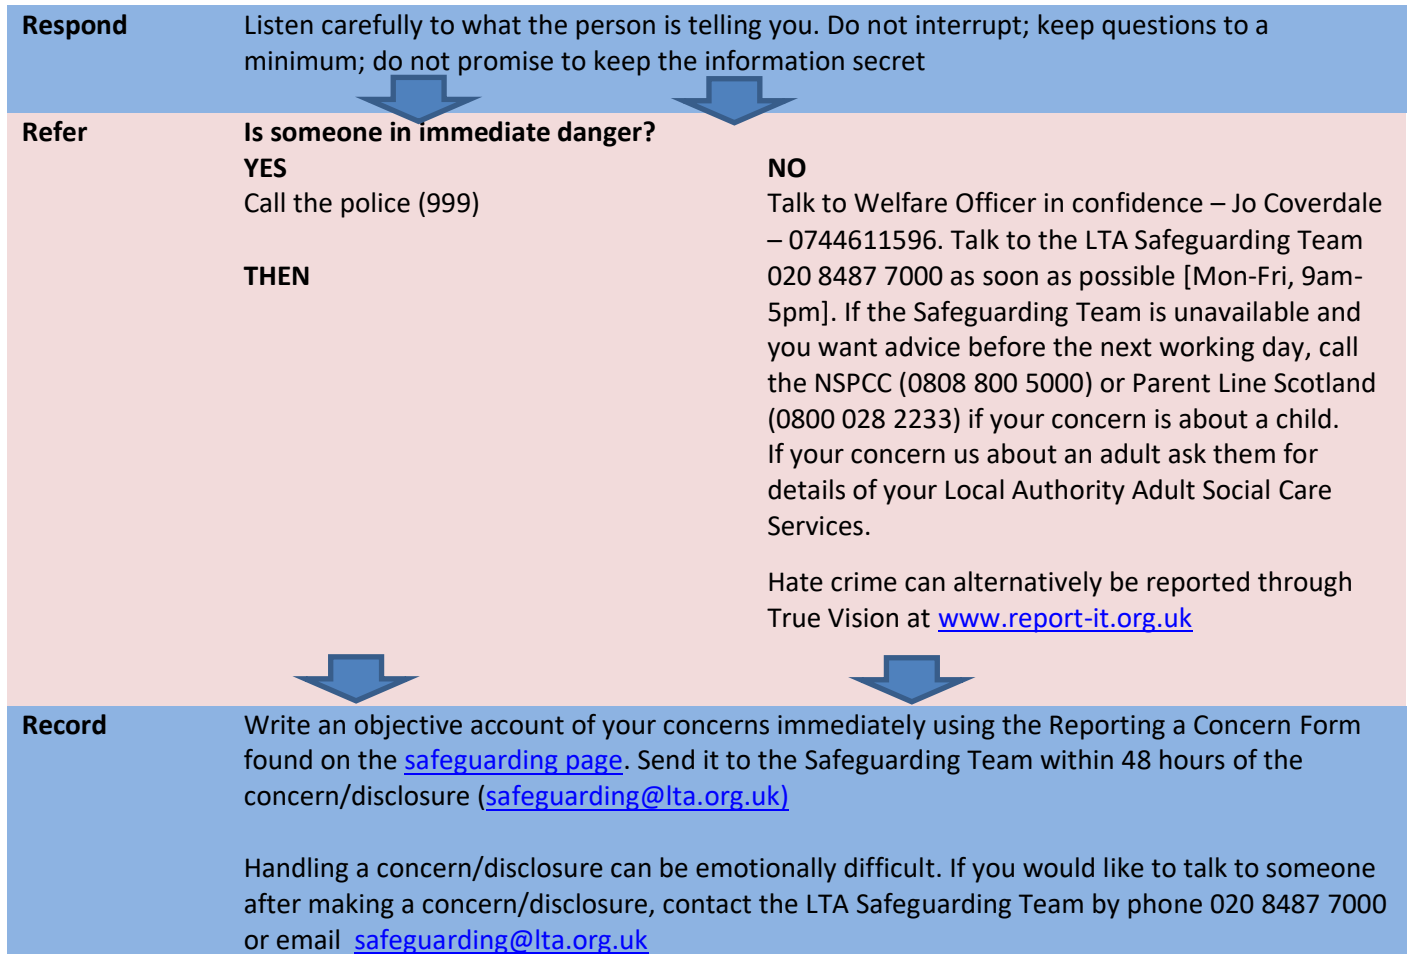 Respond
Listen carefully to what the person is telling you. Do not interrupt; keep questions to a
minimum; do not promise to keep the information secret
Refer
Is someone in immediate danger?
YES
Call the police (999)
THEN
NO
Talk to Welfare Officer in confidence – Jo Coverdale
– 0744611596. Talk to the LTA Safeguarding Team
020 8487 7000 as soon as possible [Mon-Fri, 9am-
5pm]. If the Safeguarding Team is unavailable and
you want advice before the next working day, call
the NSPCC (0808 800 5000) or Parent Line Scotland
(0800 028 2233) if your concern is about a child.
If your concern us about an adult ask them for
details of your Local Authority Adult Social Care
Services.
Hate crime can alternatively be reported through
True Vision at www.report-it.org.uk
Record
Write an objective account of your concerns immediately using the Reporting a Concern Form
found on the safeguarding page. Send it to the Safeguarding Team within 48 hours of the
concern/disclosure (safeguarding@lta.org.uk)
Handling a concern/disclosure can be emotionally difficult. If you would like to talk to someone
after making a concern/disclosure, contact the LTA Safeguarding Team by phone 020 8487 7000
or email safeguarding@lta.org.uk